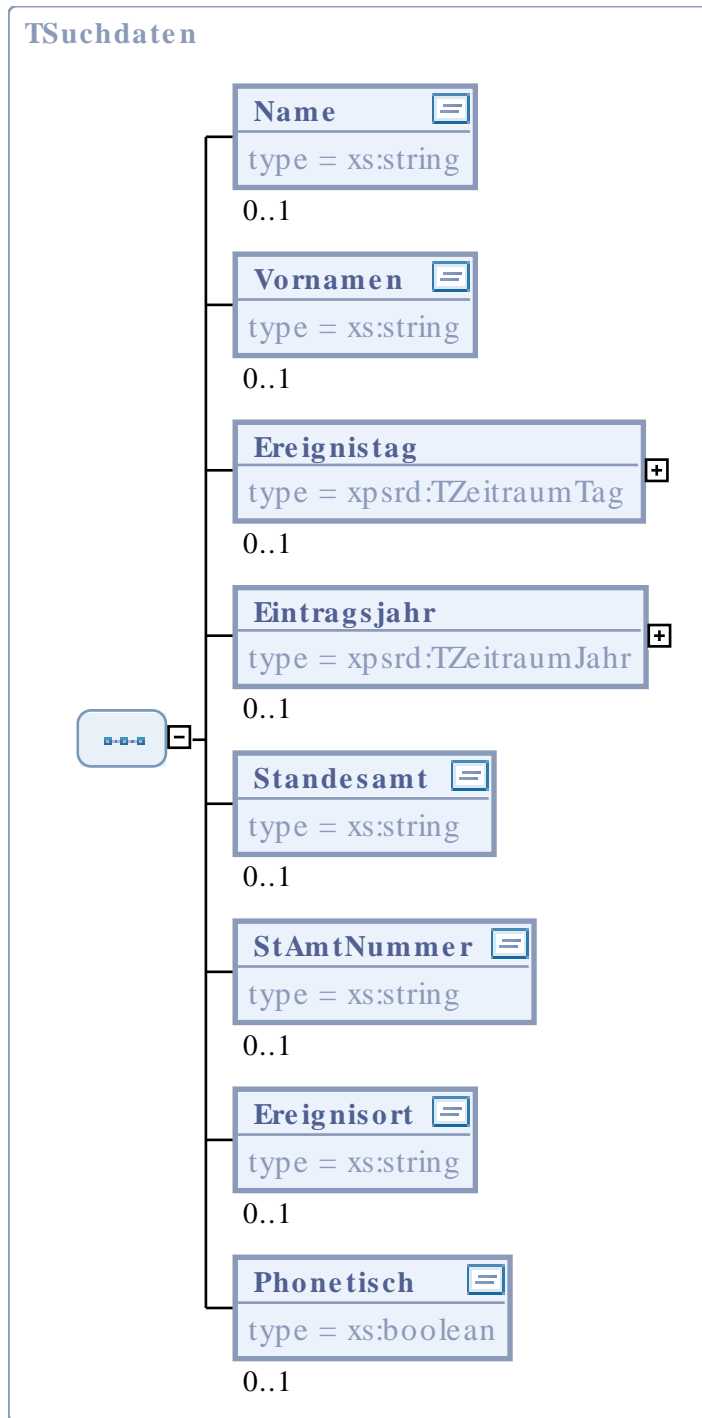 TSuchdaten
Name
type = xs:string
0..1
Vornamen
type = xs:string
0..1
Ereignistag
type = xpsrd:TZeitraumTag
0..1
Eintragsjahr
type = xpsrd:TZeitraumJahr
0..1
Standesamt
type = xs:string
0..1
StAmtNummer
type = xs:string
0..1
Ereignisort
type = xs:string
0..1
Phonetisch
type = xs:boolean
0..1